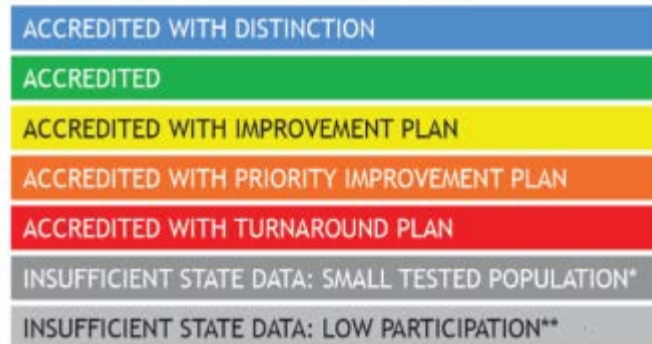 ACCREDITED WITH DISTINCTION
ACCREDITED
ACCREDITED WITH IMPROVEMENT PLAN
ACCREDITED WITH PRIORITY IMPROVEMENT PLAN
ACCREDITED WITH TURNAROUND PLAN
INSUFFICIENT STATE DATA: SMALL TESTED POPULATION*
INSUFFICIENT STATE DATA: LOW PARTICIPATION**